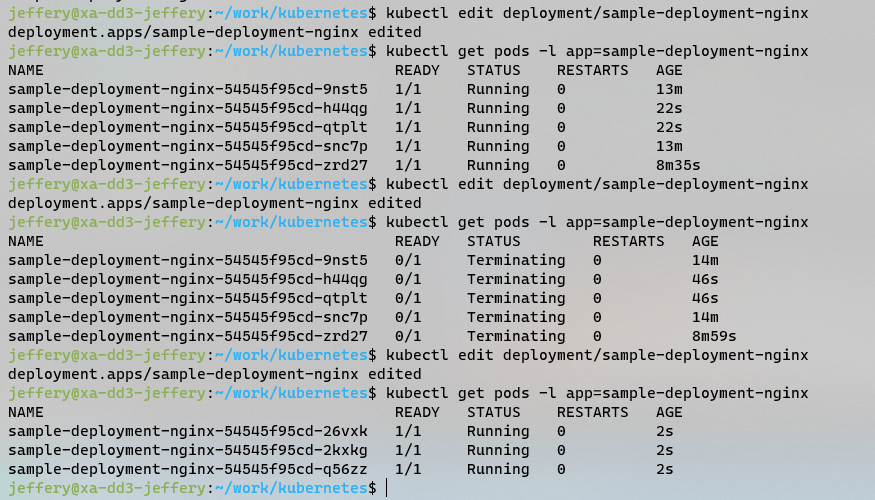 jeffery@xa-dd3-jeffery:~/work/kubernetes$ kubectl edit deployment/sample-deployment-nginx
deployment.apps/sample-deployment-nginx edited
jeffery@xa-dd3-jeffery:~/work/kubernetes$ kubectl get pods -l app=sample-deployment-nginx
NAME READY STATUS RESTARTS AGE
sample-deployment-nginx-54545f95cd-9nst5 1/1 Running 0 13m
sample-deployment-nginx-54545f95cd-h44qg 1/1 Running 0 22s
sample-deployment-nginx-54545f95cd-qtplt 1/1 Running 0 22s
sample-deployment-nginx-54545f95cd-snc7p 1/1 Running 0 13m
sample-deployment-nginx-54545f95cd-zrd27 1/1 Running 0 8m35s
jeffery@xa-dd3-jeffery:~/work/kubernetes$ kubectl edit deployment/sample-deployment-nginx
deployment.apps/sample-deployment-nginx edited
jeffery@xa-dd3-jeffery:~/work/kubernetes$ kubectl get pods -l app=sample-deployment-nginx
NAME READY STATUS RESTARTS AGE
sample-deployment-nginx-54545f95cd-9nst5 0/1 Terminating 0 14m
sample-deployment-nginx-54545f95cd-h44qg 0/1 Terminating 0 46s
sample-deployment-nginx-54545f95cd-qtplt 0/1 Terminating 0 46s
sample-deployment-nginx-54545f95cd-snc7p 0/1 Terminating 0 14m
sample-deployment-nginx-54545f95cd-zrd27 0/1 Terminating 0 8m59s
jeffery@xa-dd3-jeffery:~/work/kubernetes$ kubectl edit deployment/sample-deployment-nginx
deployment.apps/sample-deployment-nginx edited
jeffery@xa-dd3-jeffery:~/work/kubernetes$ kubectl get pods -l app=sample-deployment-nginx
NAME READY STATUS RESTARTS AGE
sample-deployment-nginx-54545f95cd-26vxk 1/1 Running 0 2s
sample-deployment-nginx-54545f95cd-2kxkg 1/1 Running 0 2s
sample-deployment-nginx-54545f95cd-q56zz 1/1 Running 0 2s
jeffery@xa-dd3-jeffery:~/work/kubernetes$